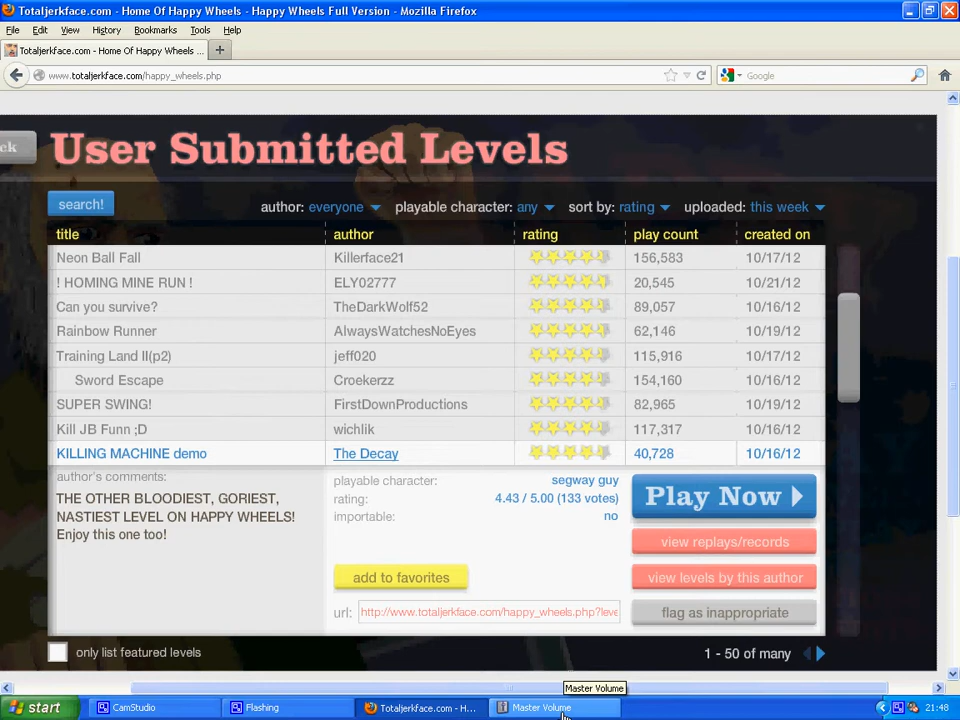 Totaljerkface.com - Home Of Happy Wheels - Happy Wheels Full Version - Mozilla Firefox
File Edit View History Bookmarks Tools Help
Totaljerkface.com - Home Of Happy Wheels ...
www.totaljerkface.com/happy_wheels.php Google
ck User Submitted Levels
search! author: everyone playable character: any sort by: rating uploaded: this week
title author rating play count created on
Neon Ball Fall Killerface21 156,583 10/17/12
! HOMING MINE RUN ! ELY02777 20,545 10/21/12
Can you survive? TheDarkWolf52 89,057 10/16/12
Rainbow Runner AlwaysWatchesNoEyes 62,146 10/19/12
Training Land II(p2) jeff020 115,916 10/17/12
Sword Escape Croekerzz 154,160 10/16/12
SUPER SWING! FirstDownProductions 82,965 10/19/12
Kill JB Funn ;D wichlik 117,317 10/16/12
KILLING MACHINE demo The Decay 40,728 10/16/12
author's comments:
THE OTHER BLOODIEST, GORIEST,
NASTIEST LEVEL ON HAPPY WHEELS!
Enjoy this one too!
playable character: segway guy
rating: 4.43 / 5.00 (133 votes)
importable: no
add to favorites
url: http://www.totaljerkface.com/happy_wheels.php?leve
Play Now
view replays/records
view levels by this author
flag as inappropriate
only list featured levels 1 - 50 of many
Master Volume
start CamStudio Flashing Totaljerkface.com - H... Master Volume 21:48